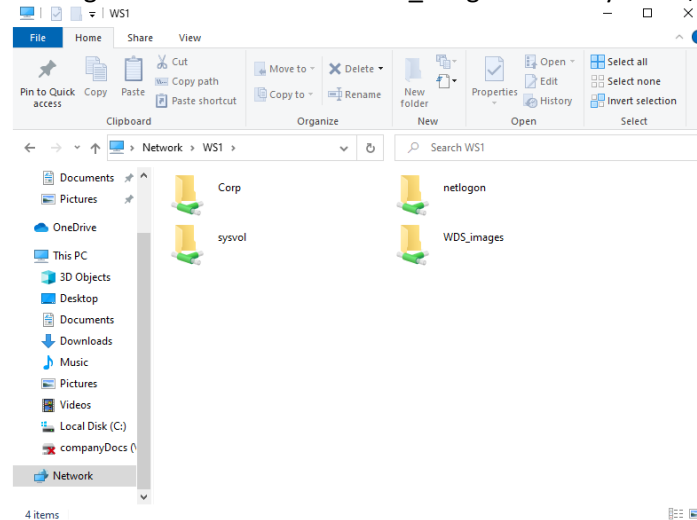 WS1
File Home Share View
Pin to Quick access
Copy
Paste
Cut
Copy path
Paste shortcut
Clipboard
Move to
Copy to
Delete
Rename
Organize
New folder
New
Properties
Open
Edit
History
Open
Select all
Select none
Invert selection
Select
Network > WS1 >
Search WS1
Documents
Pictures
OneDrive
This PC
3D Objects
Desktop
Documents
Downloads
Music
Pictures
Videos
Local Disk (C:)
companyDocs (\
Network
Corp
netlogon
sysvol
WDS_images
4 items